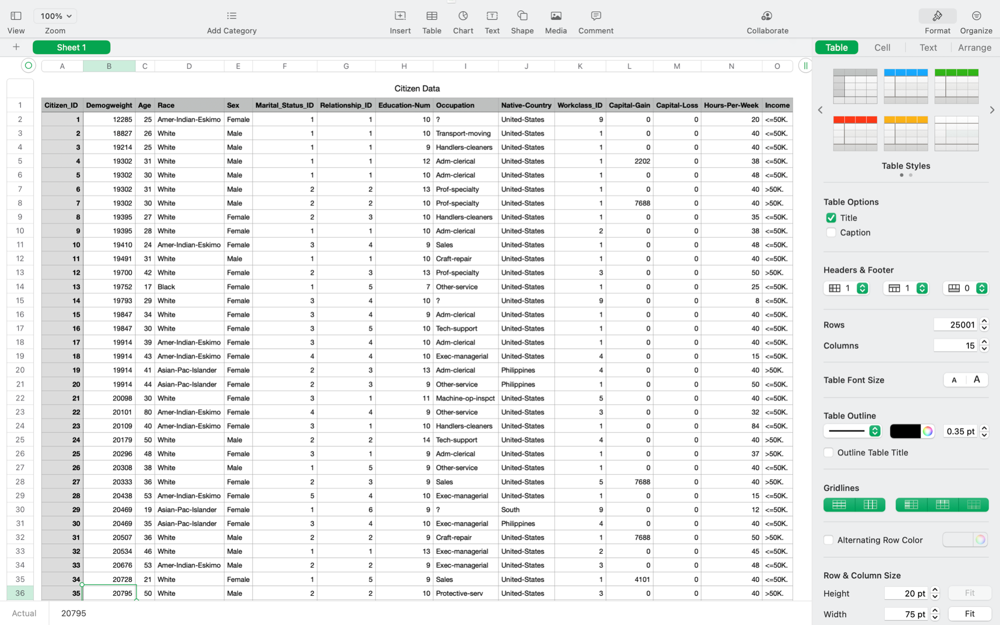 100%
View Zoom Add Category Insert Table Chart Text Shape Media Comment Collaborate Format Organize
Sheet 1 Table Cell Text Arrange
A B C D E F G H I J K L M N O
Citizen Data
1 Citizen_ID Demogweight Age Race Sex Marital_Status_ID Relationship_ID Education-Num Occupation Native-Country Workclass_ID Capital-Gain Capital-Loss Hours-Per-Week Income
2 1 12285 25 Amer-Indian-Eskimo Female 1 1 10 ? United-States 9 0 0 20 <=50K.
3 2 18827 26 White Male 1 1 10 Transport-moving United-States 1 0 0 40 <=50K.
4 3 19214 25 White Male 1 1 9 Handlers-cleaners United-States 1 0 0 40 <=50K.
5 4 19302 31 White Male 1 1 12 Adm-clerical United-States 1 2202 0 38 <=50K.
6 5 19302 30 White Male 1 1 10 Adm-clerical United-States 1 0 0 48 <=50K.
7 6 19302 31 White Male 2 2 13 Prof-specialty United-States 1 0 0 40 >50K.
8 7 19302 30 White Male 2 2 10 Prof-specialty United-States 1 7688 0 40 >50K.
9 8 19395 27 White Female 2 3 10 Handlers-cleaners United-States 1 0 0 35 <=50K.
10 9 19395 28 White Female 1 1 10 Adm-clerical United-States 2 0 0 38 <=50K.
11 10 19410 24 Amer-Indian-Eskimo Female 3 4 9 Sales United-States 1 0 0 48 <=50K.
12 11 19491 31 White Male 1 1 10 Craft-repair United-States 1 0 0 40 <=50K.
13 12 19700 42 White Female 2 3 13 Prof-specialty United-States 3 0 0 50 >50K.
14 13 19752 17 Black Female 1 5 7 Other-service United-States 1 0 0 25 <=50K.
15 14 19793 29 White Female 3 4 10 ? United-States 9 0 0 8 <=50K.
16 15 19847 34 White Female 3 4 9 Adm-clerical United-States 1 0 0 40 <=50K.
17 16 19847 30 White Female 3 5 10 Tech-support United-States 1 0 0 40 <=50K.
18 17 19914 39 Amer-Indian-Eskimo Female 3 4 10 Adm-clerical United-States 1 0 0 40 <=50K.
19 18 19914 43 Amer-Indian-Eskimo Female 4 4 10 Exec-managerial United-States 4 0 0 15 <=50K.
20 19 19914 41 Asian-Pac-Islander Female 2 3 13 Adm-clerical Philippines 4 0 0 40 >50K.
21 20 19914 44 Asian-Pac-Islander Female 2 3 9 Other-service Philippines 1 0 0 50 <=50K.
22 21 20098 30 White Female 3 1 11 Machine-op-inspct United-States 5 0 0 40 <=50K.
23 22 20101 80 Amer-Indian-Eskimo Female 4 4 9 Other-service United-States 3 0 0 32 <=50K.
24 23 20109 40 Amer-Indian-Eskimo Female 3 1 10 Handlers-cleaners United-States 1 0 0 84 <=50K.
25 24 20179 50 White Male 2 2 14 Tech-support United-States 4 0 0 40 >50K.
26 25 20296 48 White Female 3 1 9 Adm-clerical United-States 1 0 0 37 >50K.
27 26 20308 38 White Male 1 5 9 Other-service United-States 1 0 0 40 <=50K.
28 27 20333 36 White Female 2 3 9 Sales United-States 5 7688 0 40 >50K.
29 28 20438 53 Amer-Indian-Eskimo Female 5 4 10 Exec-managerial United-States 1 0 0 15 <=50K.
30 29 20469 19 Asian-Pac-Islander Female 1 6 9 ? South 9 0 0 12 <=50K.
31 30 20469 35 Asian-Pac-Islander Female 3 4 10 Exec-managerial Philippines 4 0 0 40 <=50K.
32 31 20507 36 White Male 2 2 9 Craft-repair United-States 1 7688 0 50 >50K.
33 32 20534 46 White Male 1 1 13 Exec-managerial United-States 2 0 0 45 <=50K.
34 33 20676 53 Amer-Indian-Eskimo Male 2 2 9 Exec-managerial United-States 3 0 0 48 <=50K.
35 34 20728 21 White Female 1 5 9 Sales United-States 1 4101 0 40 <=50K.
36 35 20795 50 White Male 2 2 10 Protective-serv United-States 3 0 0 40 >50K.
Actual 20795
Table Styles
Table Options
Title
Caption
Headers & Footer
1 1 0
Rows 25001
Columns 15
Table Font Size A A
Table Outline
0.35 pt
Outline Table Title
Gridlines
Alternating Row Color
Row & Column Size
Height 20 pt Fit
Width 75 pt Fit